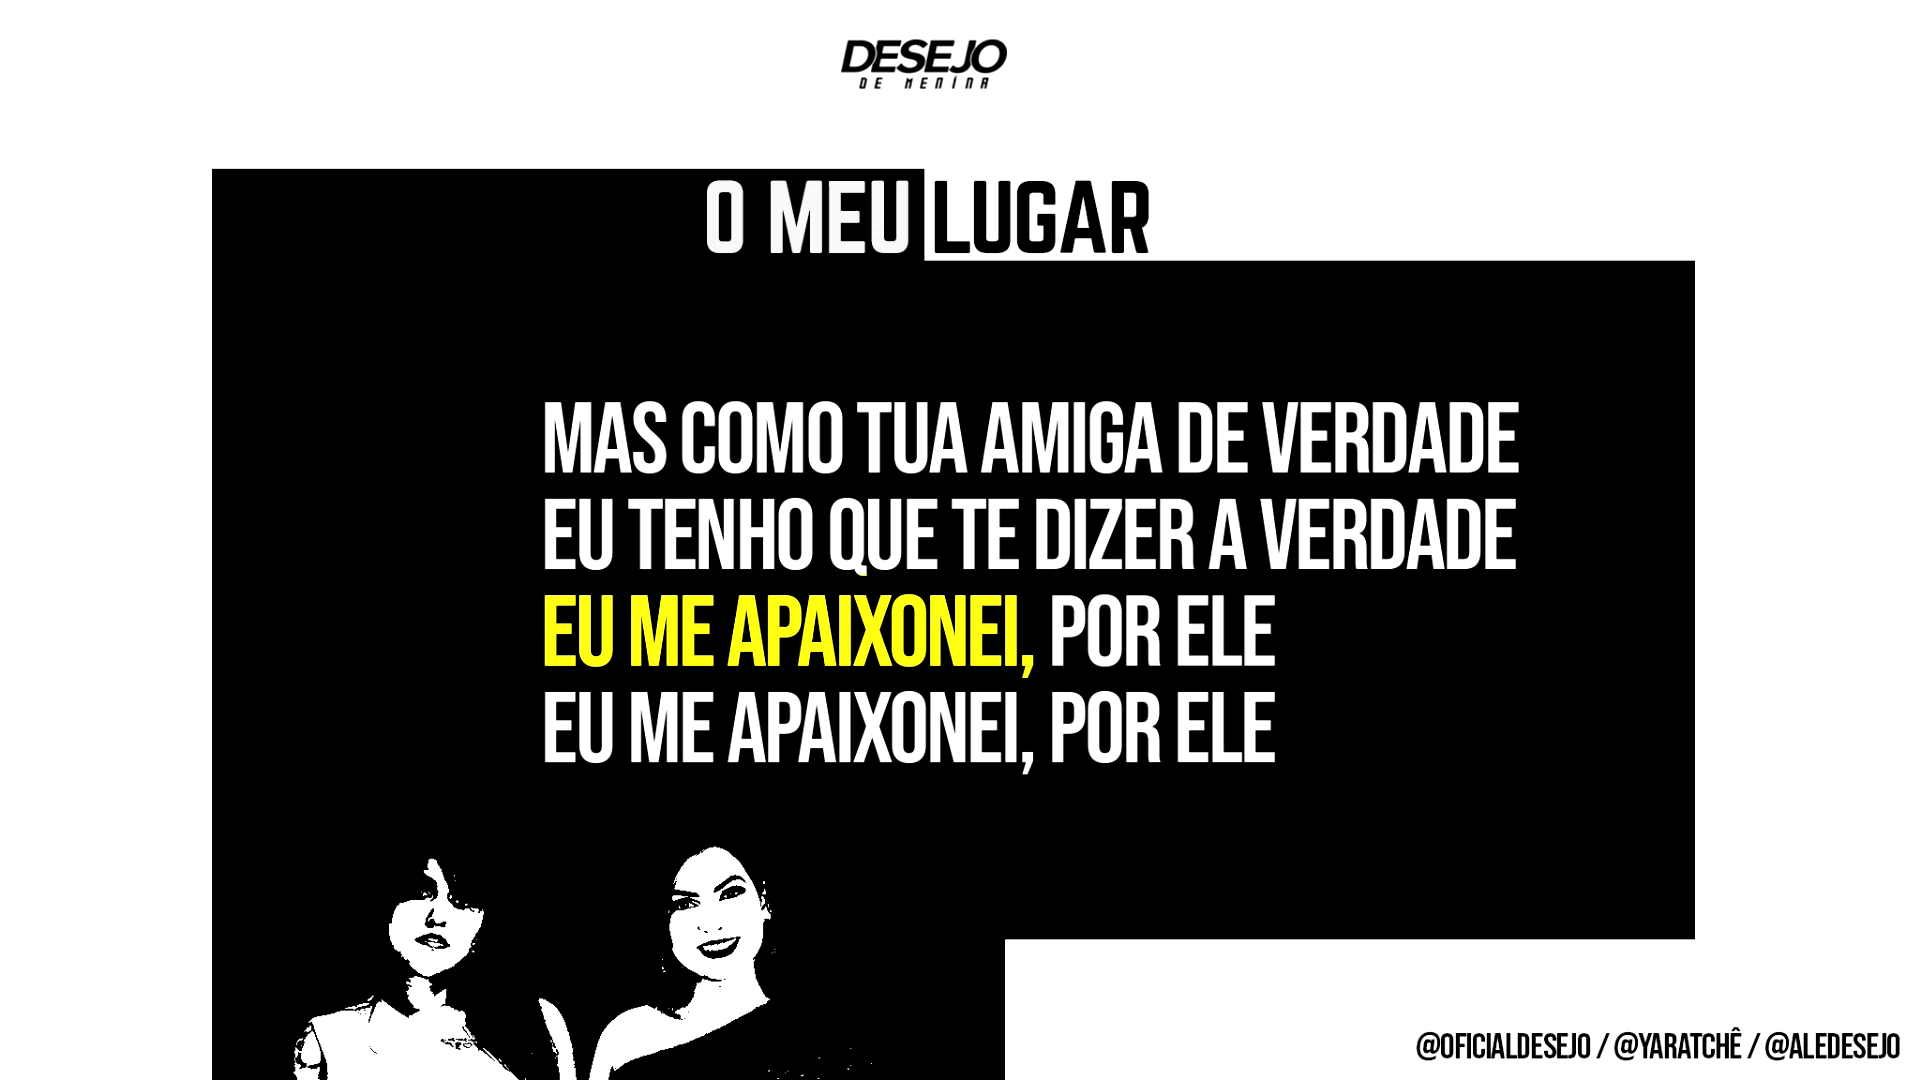 DESEJO
DE MENINA
O MEU LUGAR
MAS COMO TUA AMIGA DE VERDADE
EU TENHO QUE TE DIZER A VERDADE
EU ME APAIXONEI, POR ELE
EU ME APAIXONEI, POR ELE
@OFICIALDESEJO / @YARATCHÊ / @ALEDESEJO